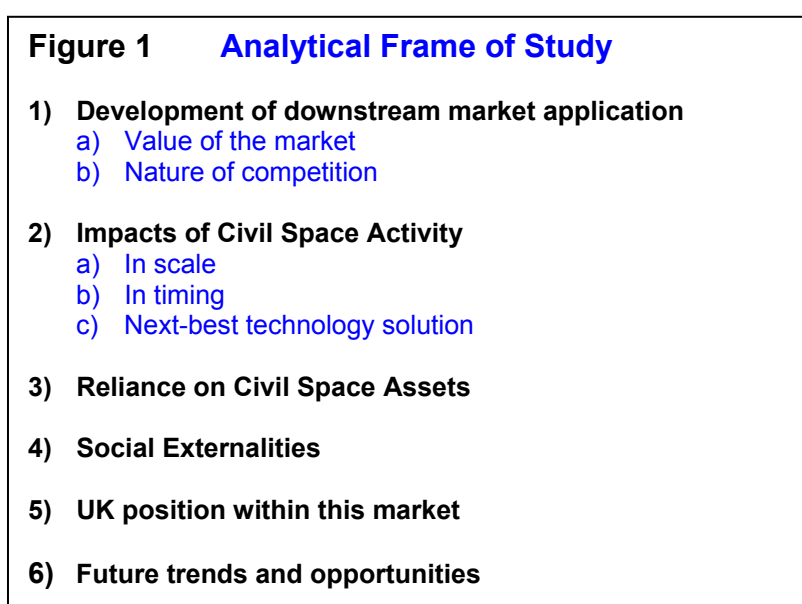 Figure 1 Analytical Frame of Study
1) Development of downstream market application
a) Value of the market
b) Nature of competition
2) Impacts of Civil Space Activity
a) In scale
b) In timing
c) Next-best technology solution
3) Reliance on Civil Space Assets
4) Social Externalities
5) UK position within this market
6) Future trends and opportunities